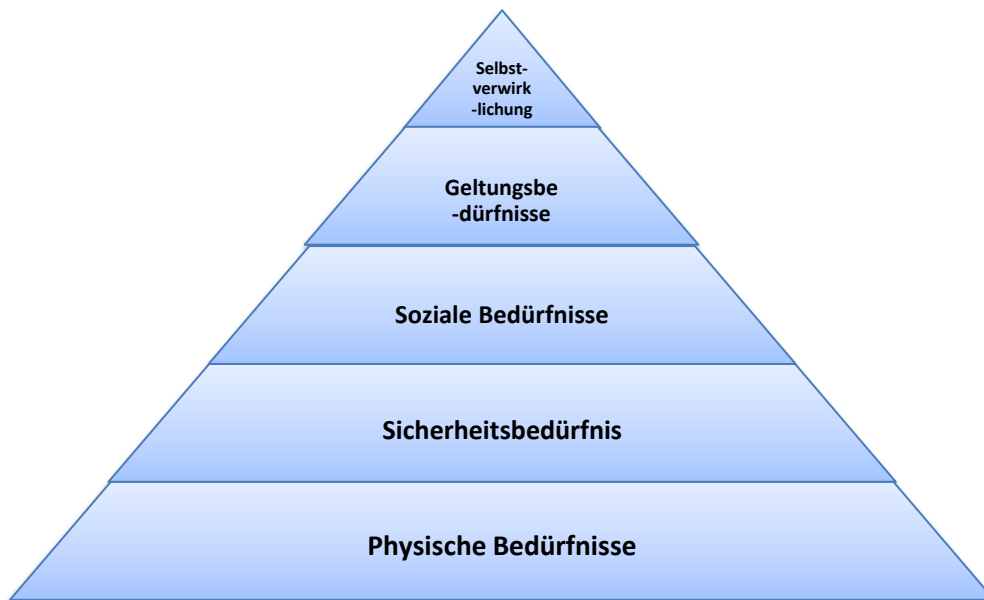 Selbst-
verwirk
-lichung
Geltungsbe
-dürfnisse
Soziale Bedürfnisse
Sicherheitsbedürfnis
Physische Bedürfnisse